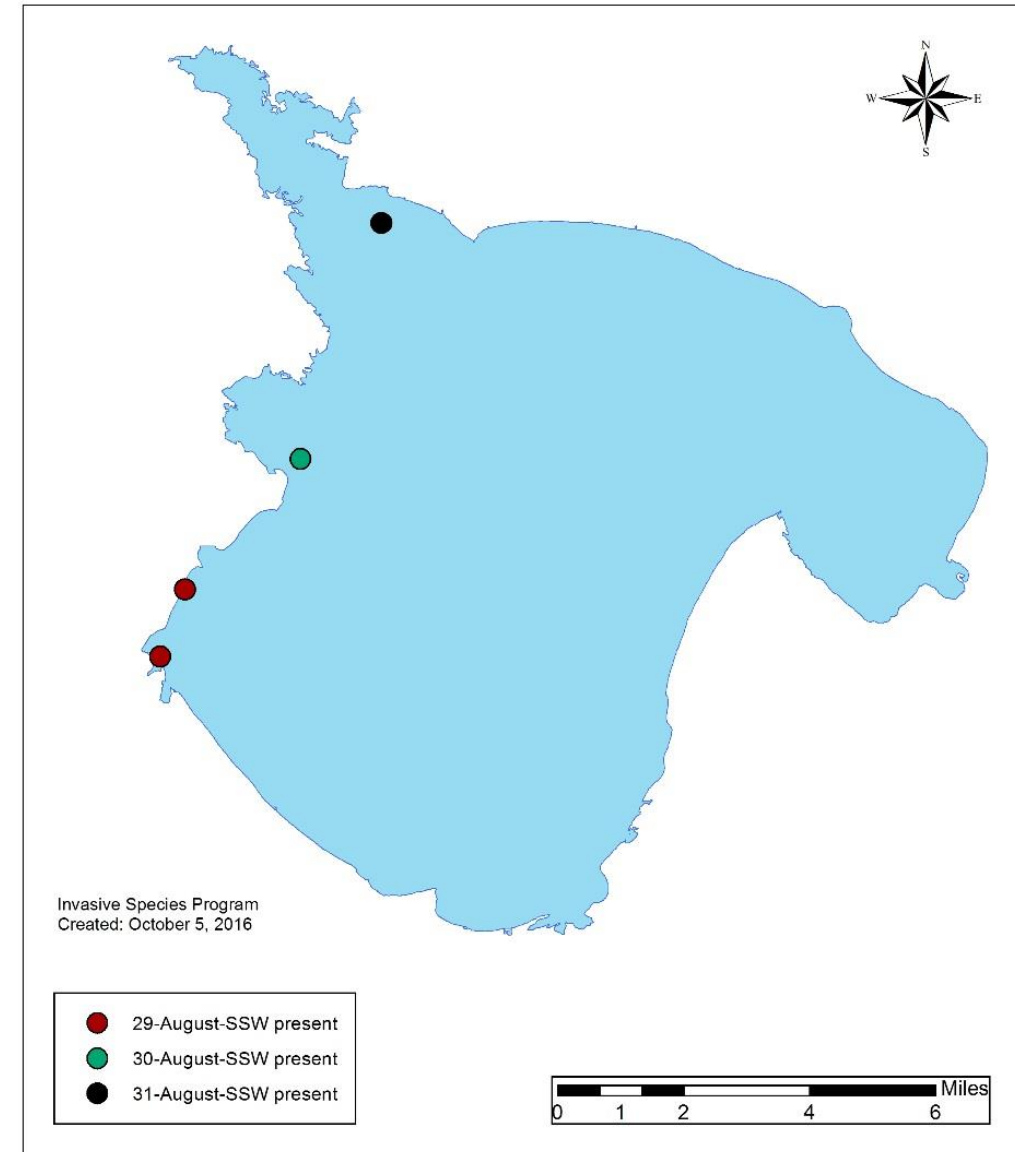 N
W E
S
Invasive Species Program
Created: October 5, 2016
29-August-SSW present
30-August-SSW present
31-August-SSW present
Miles
0 1 2 4 6